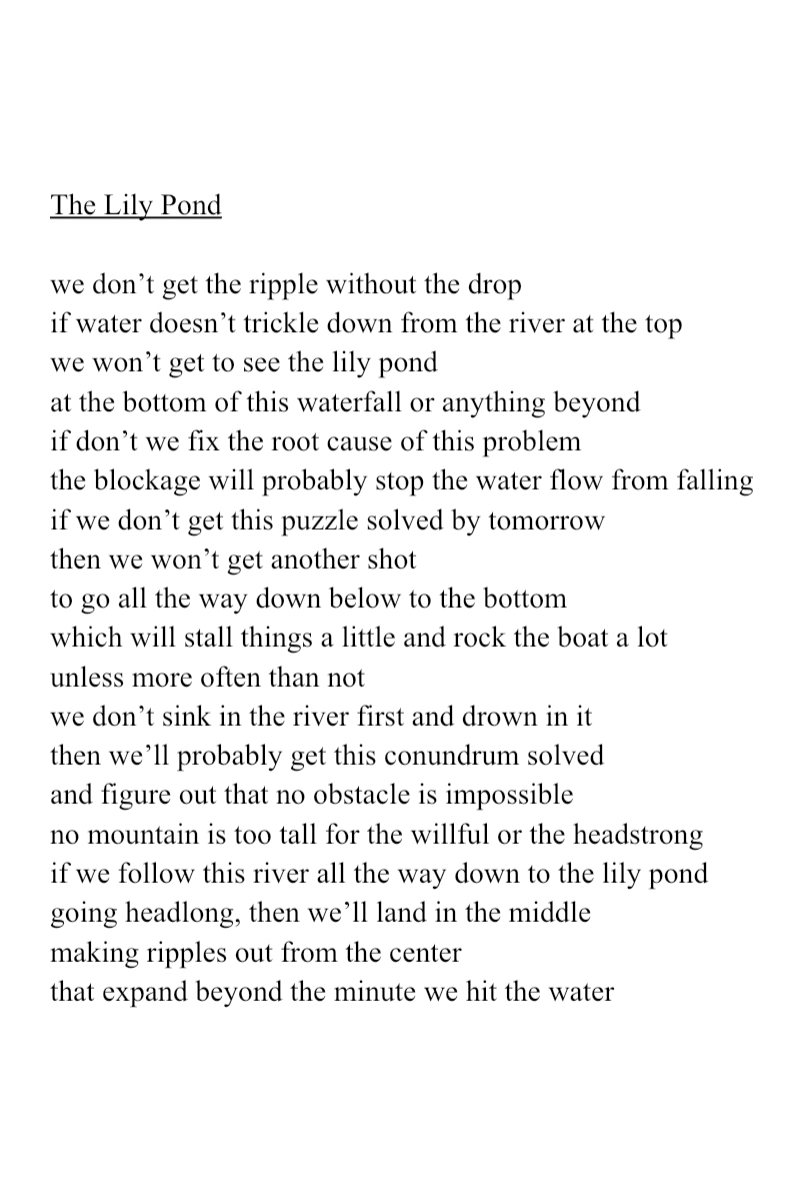 The Lily Pond
we don’t get the ripple without the drop
if water doesn’t trickle down from the river at the top
we won’t get to see the lily pond
at the bottom of this waterfall or anything beyond
if don’t we fix the root cause of this problem
the blockage will probably stop the water flow from falling
if we don’t get this puzzle solved by tomorrow
then we won’t get another shot
to go all the way down below to the bottom
which will stall things a little and rock the boat a lot
unless more often than not
we don’t sink in the river first and drown in it
then we’ll probably get this conundrum solved
and figure out that no obstacle is impossible
no mountain is too tall for the willful or the headstrong
if we follow this river all the way down to the lily pond
going headlong, then we’ll land in the middle
making ripples out from the center
that expand beyond the minute we hit the water